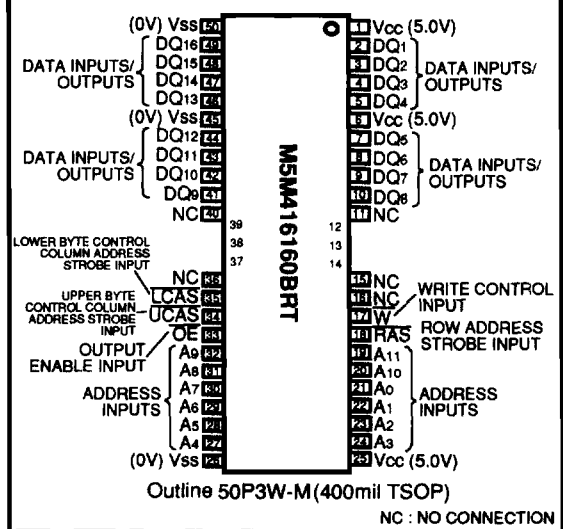 (0V) Vss 50
1 Vcc (5.0V)
DQ16 49
2 DQ1
DQ15 48
3 DQ2
DQ14 47
4 DQ3
DQ13 46
5 DQ4
DATA INPUTS/
OUTPUTS
DATA INPUTS/
OUTPUTS
(0V) Vss 45
6 Vcc (5.0V)
DQ12 44
7 DQ5
DQ11 43
8 DQ6
DQ10 42
9 DQ7
DQ9 41
10 DQ8
DATA INPUTS/
OUTPUTS
DATA INPUTS/
OUTPUTS
NC 40
11 NC
39
12
38
13
37
14
M5M416160BRT
LOWER BYTE CONTROL
COLUMN ADDRESS
STROBE INPUT
UPPER BYTE
CONTROL COLUMN
ADDRESS STROBE
INPUT
OUTPUT
ENABLE INPUT
NC 36
15 NC
LCAS 35
16 NC
UCAS 34
17 W
OE 33
18 RAS
WRITE CONTROL
INPUT
ROW ADDRESS
STROBE INPUT
A9 32
19 A11
A8 31
20 A10
A7 30
21 A0
A6 29
22 A1
A5 28
23 A2
A4 27
24 A3
ADDRESS
INPUTS
ADDRESS
INPUTS
(0V) Vss 26
25 Vcc (5.0V)
Outline 50P3W-M (400mil TSOP)
NC : NO CONNECTION